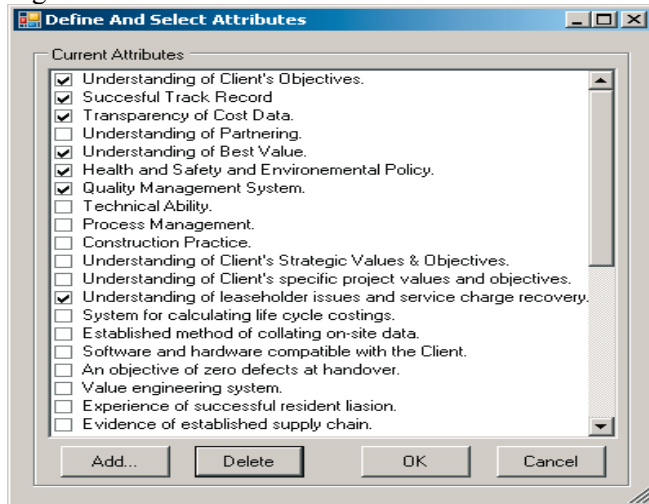 Define And Select Attributes
Current Attributes
Understanding of Client's Objectives.
Succesful Track Record
Transparency of Cost Data.
Understanding of Partnering.
Understanding of Best Value.
Health and Safety and Environemental Policy.
Quality Management System.
Technical Ability.
Process Management.
Construction Practice.
Understanding of Client's Strategic Values & Objectives.
Understanding of Client's specific project values and objectives.
Understanding of leaseholder issues and service charge recovery.
System for calculating life cycle costings.
Established method of collating on-site data.
Software and hardware compatible with the Client.
An objective of zero defects at handover.
Value engineering system.
Experience of successful resident liasion.
Evidence of established supply chain.
Add... Delete OK Cancel